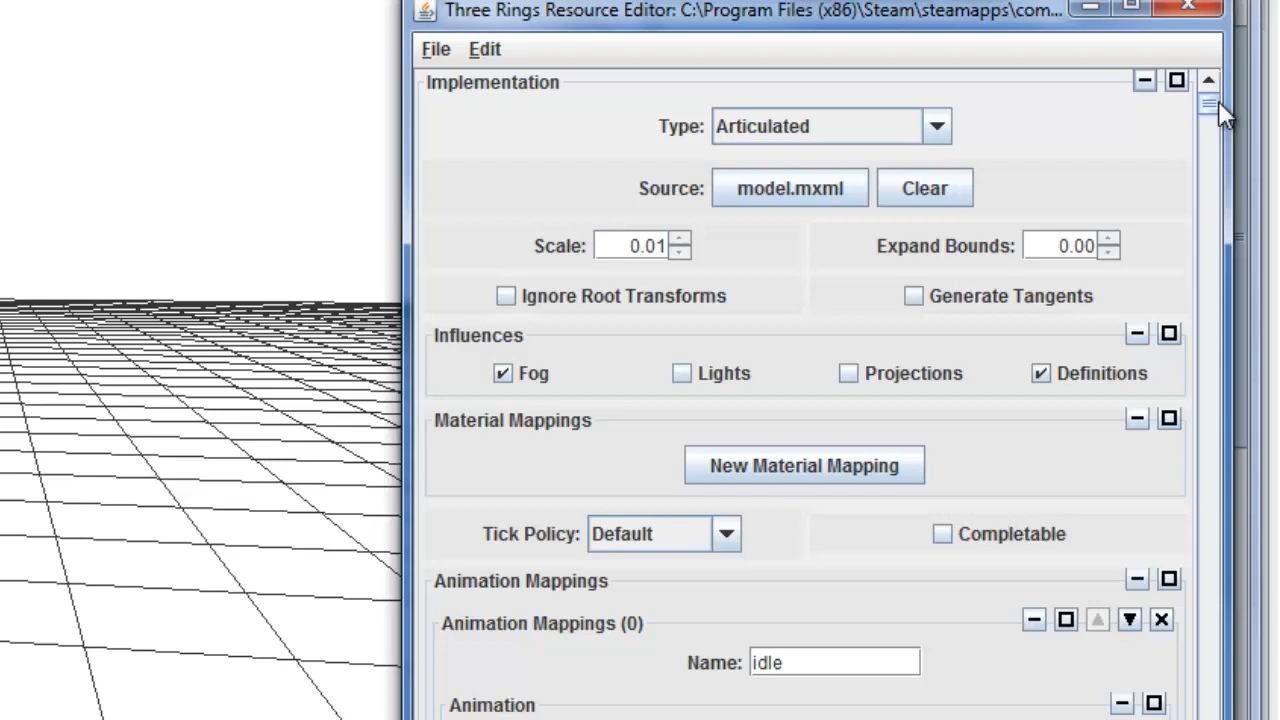 Three Rings Resource Editor: C:\Program Files (x86)\Steam\steamapps\com...
File Edit
Implementation
Type: Articulated
Source: model.mxml Clear
Scale: 0.01 Expand Bounds: 0.00
Ignore Root Transforms Generate Tangents
Influences
Fog Lights Projections Definitions
Material Mappings
New Material Mapping
Tick Policy: Default Completable
Animation Mappings
Animation Mappings (0)
Name: idle
Animation